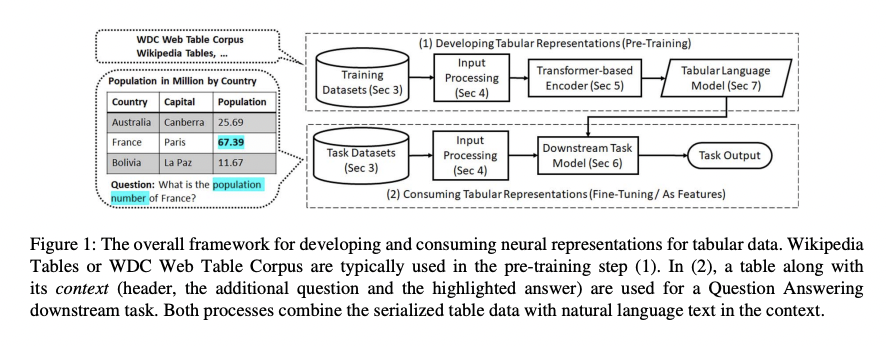 WDC Web Table Corpus
Wikipedia Tables, ...
(1) Developing Tabular Representations (Pre-Training)
Training
Datasets (Sec 3)
Input
Processing
(Sec 4)
Transformer-based
Encoder (Sec 5)
Tabular Language
Model (Sec 7)
Population in Million by Country
Country Capital Population
Australia Canberra 25.69
France Paris 67.39
Bolivia La Paz 11.67
Question: What is the population
number of France?
Task Datasets
(Sec 3)
Input
Processing
(Sec 4)
Downstream Task
Model (Sec 6)
Task Output
(2) Consuming Tabular Representations (Fine-Tuning / As Features)
Figure 1: The overall framework for developing and consuming neural representations for tabular data. Wikipedia
Tables or WDC Web Table Corpus are typically used in the pre-training step (1). In (2), a table along with
its context (header, the additional question and the highlighted answer) are used for a Question Answering
downstream task. Both processes combine the serialized table data with natural language text in the context.